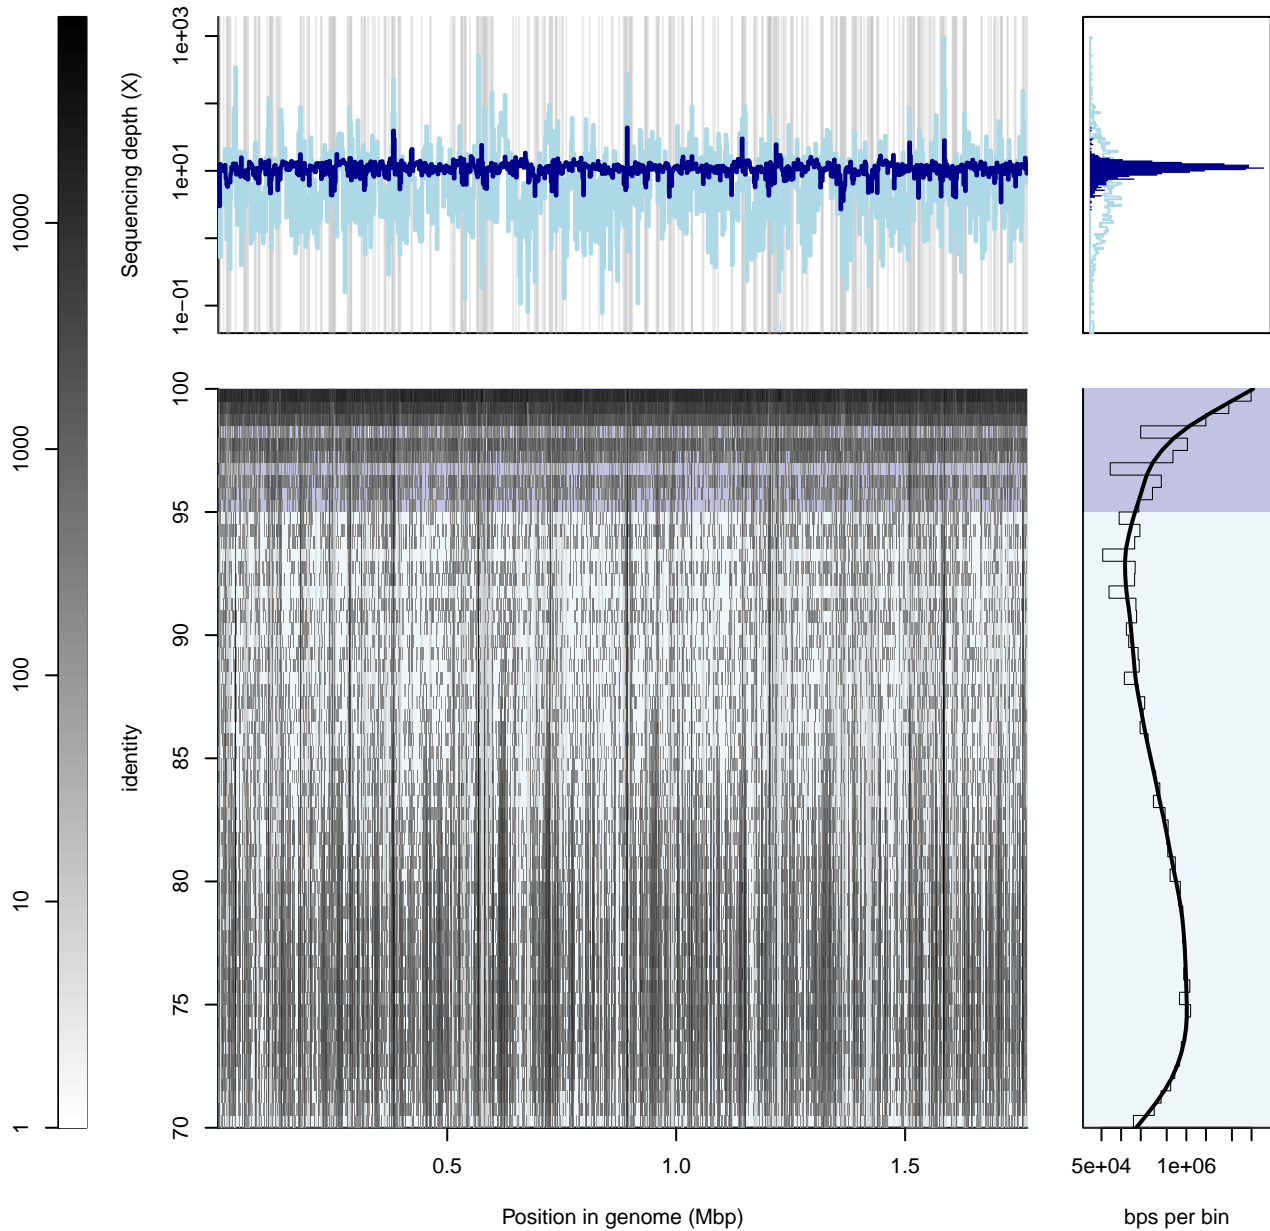 1e+03
1e+01
1e−01
Sequencing depth (X)
10000
1000
100
10
1
100
95
90
85
80
75
70
identity
0.5
1.0
1.5
Position in genome (Mbp)
5e+04
1e+06
bps per bin